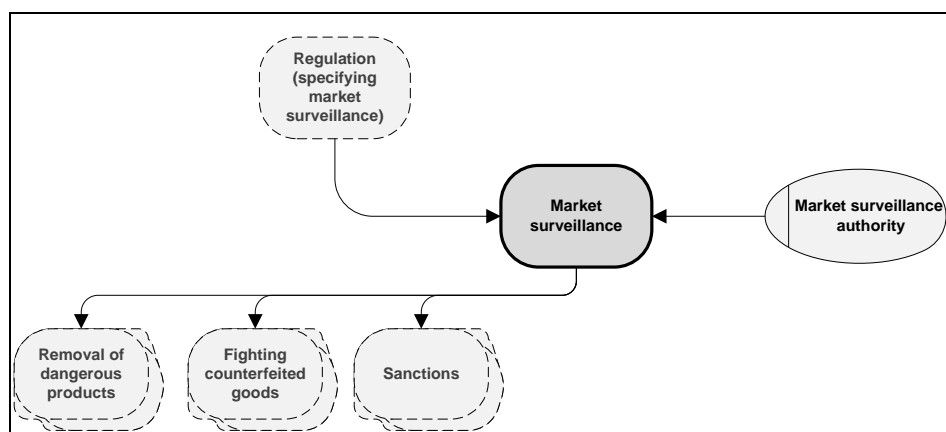 Regulation
(specifying
market
surveillance)
Market
surveillance
Market surveillance
authority
Removal of
dangerous
products
Fighting
counterfeited
goods
Sanctions